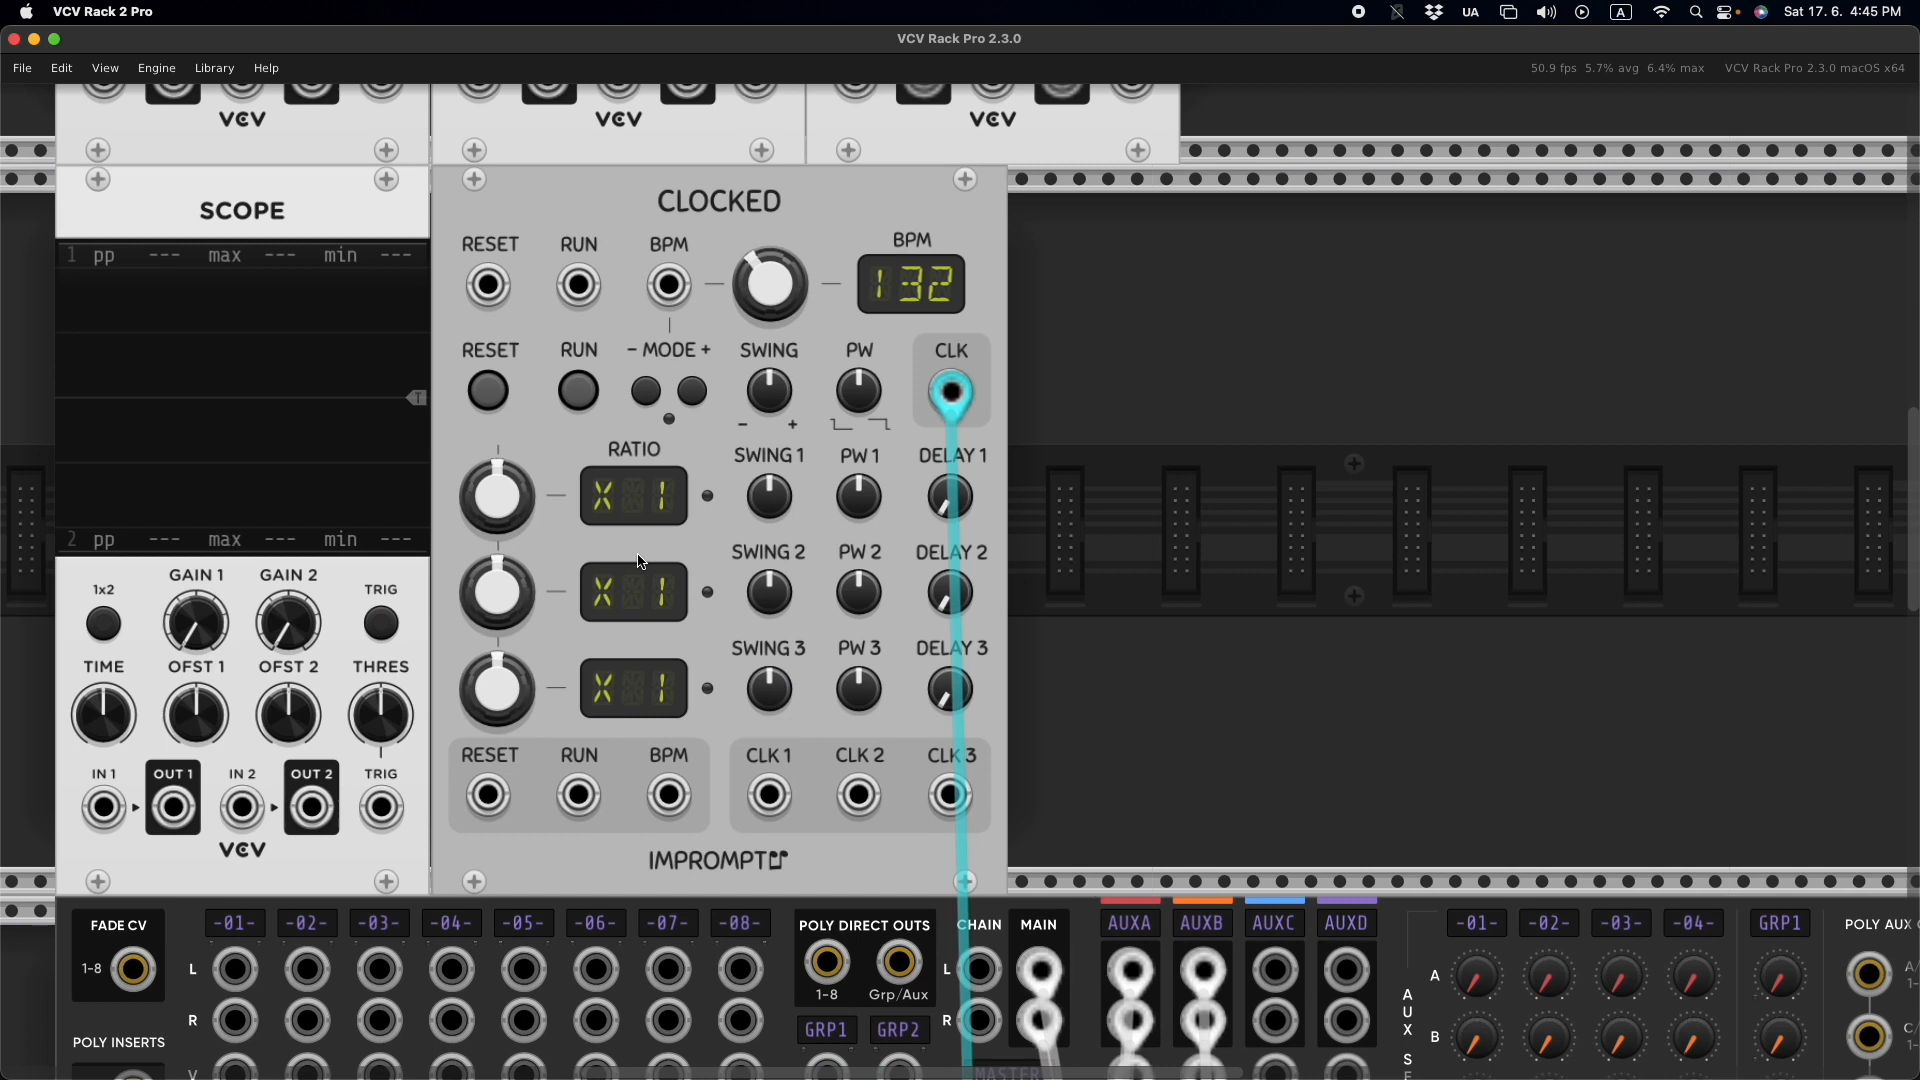 VCV Rack 2 Pro
UA
A
Sat 17. 6. 4:45 PM
VCV Rack Pro 2.3.0
File Edit View Engine Library Help
50.9 fps 5.7% avg 6.4% max VCV Rack Pro 2.3.0 macOS x64
VCV VCV VCV
SCOPE
1 pp --- max --- min ---
T
2 pp --- max --- min ---
GAIN 1 GAIN 2
1x2 TRIG
TIME OFST 1 OFST 2 THRES
IN 1 OUT 1 IN 2 OUT 2 TRIG
VCV
CLOCKED
RESET RUN BPM BPM
132
RESET RUN - MODE + SWING PW CLK
- +
RATIO SWING 1 PW 1 DELAY 1
X 1
SWING 2 PW 2 DELAY 2
X 1
SWING 3 PW 3 DELAY 3
X 1
RESET RUN BPM CLK 1 CLK 2 CLK 3
IMPROMPTU
FADE CV -01- -02- -03- -04- -05- -06- -07- -08- POLY DIRECT OUTS CHAIN MAIN AUXA AUXB AUXC AUXD -01- -02- -03- -04- GRP1 POLY AUX
1-8 L L A A/
1-8 Grp/Aux 1-
R GRP1 GRP2 R AUX B C/
POLY INSERTS 1-
MASTER